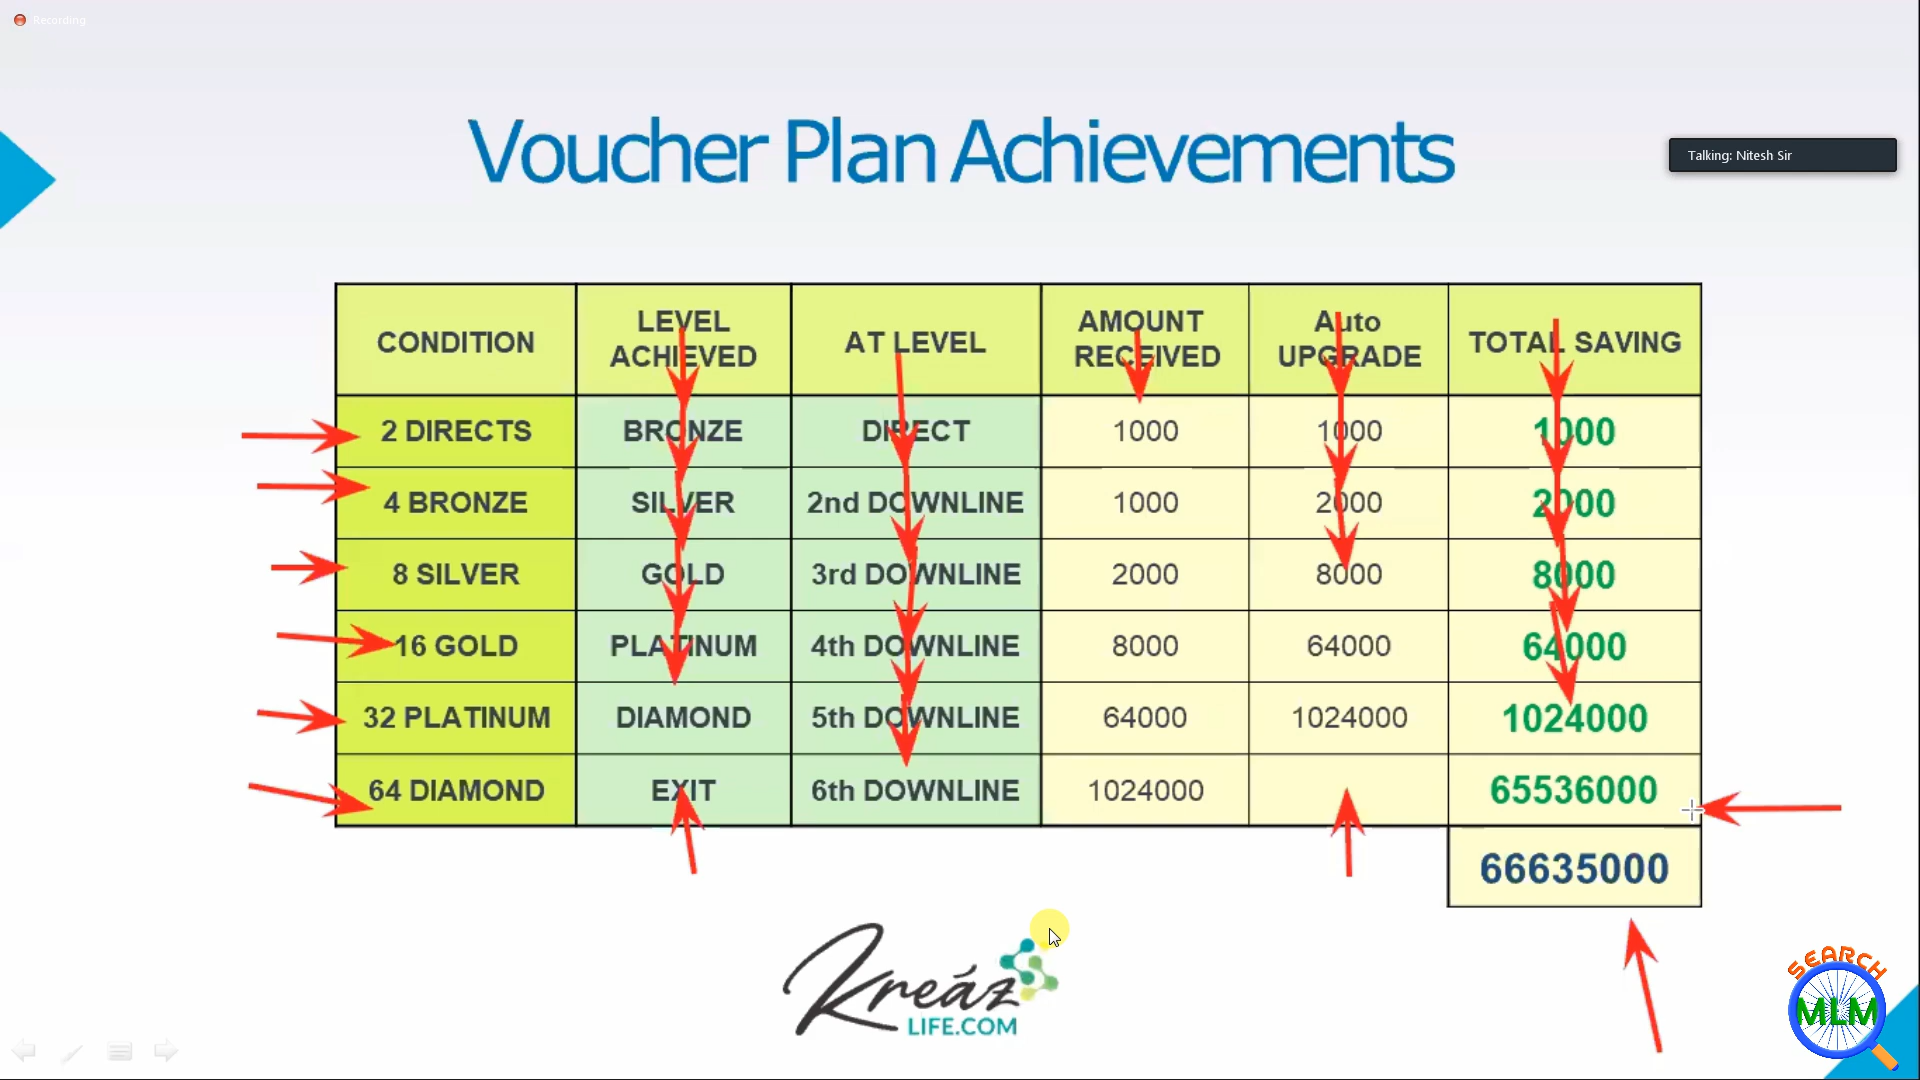 Recording
Voucher Plan Achievements
Talking: Nitesh Sir
CONDITION LEVEL ACHIEVED AT LEVEL AMOUNT RECEIVED Auto UPGRADE TOTAL SAVING
2 DIRECTS BRONZE DIRECT 1000 1000 1000
4 BRONZE SILVER 2nd DOWNLINE 1000 2000 2000
8 SILVER GOLD 3rd DOWNLINE 2000 8000 8000
16 GOLD PLATINUM 4th DOWNLINE 8000 64000 64000
32 PLATINUM DIAMOND 5th DOWNLINE 64000 1024000 1024000
64 DIAMOND EXIT 6th DOWNLINE 1024000 65536000
66635000
Kreáz
LIFE.COM
SEARCH
MLM